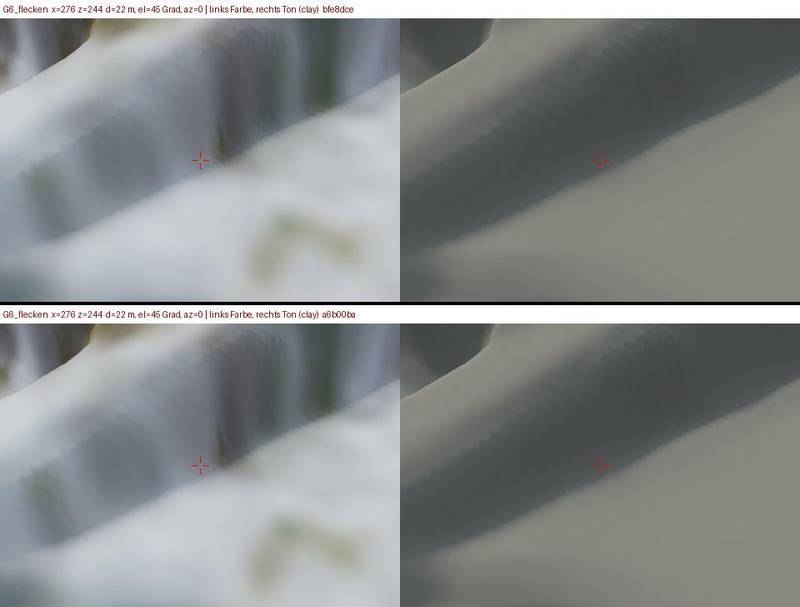 G6_flecken x=276 z=244 d=22 m, el=45 Grad, az=0 | links Farbe, rechts Ton (clay) bfe8dce
G6_flecken x=276 z=244 d=22 m, el=45 Grad, az=0 | links Farbe, rechts Ton (clay) a6b00ba